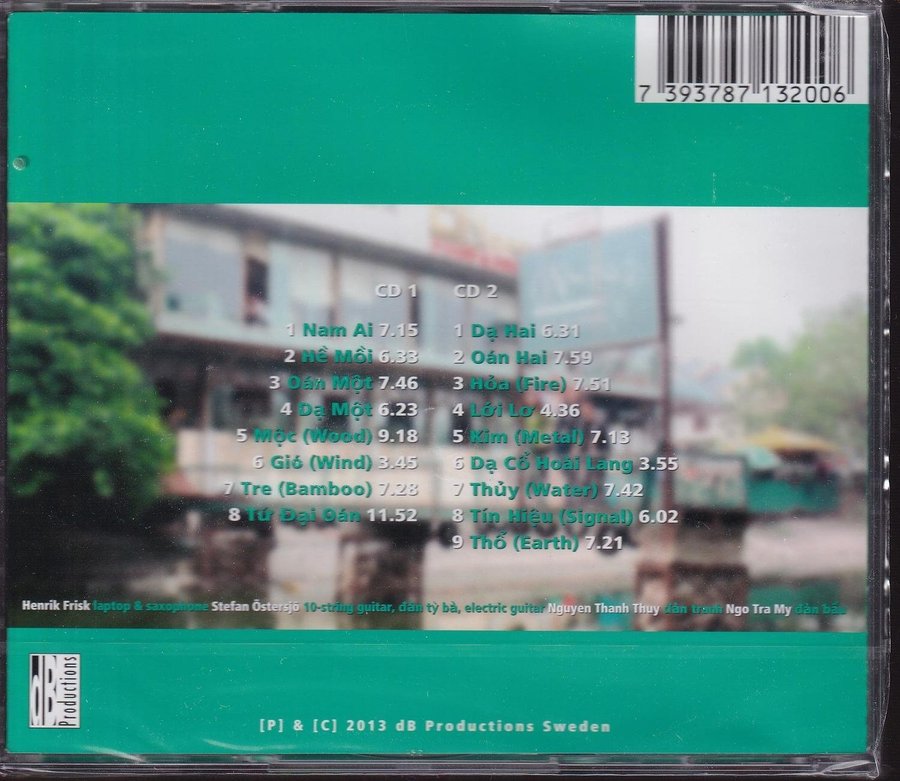 7 393787 132006
CD 1
1 Nam Ai 7.15
2 Hề Mồi 6.33
3 Oán Một 7.46
4 Dạ Một 6.23
5 Mộc (Wood) 9.18
6 Gió (Wind) 3.45
7 Tre (Bamboo) 7.28
8 Tứ Đại Oán 11.52
CD 2
1 Dạ Hai 6.31
2 Oán Hai 7.59
3 Hỏa (Fire) 7.51
4 Lới Lơ 4.36
5 Kim (Metal) 7.13
6 Dạ Cổ Hoài Lang 3.55
7 Thủy (Water) 7.42
8 Tín Hiệu (Signal) 6.02
9 Thổ (Earth) 7.21
Henrik Frisk laptop & saxophone Stefan Östersjö 10-string guitar, đàn tỳ bà, electric guitar Nguyen Thanh Thuy đàn tranh Ngo Tra My đàn bầu
dB Productions
[P] & [C] 2013 dB Productions Sweden